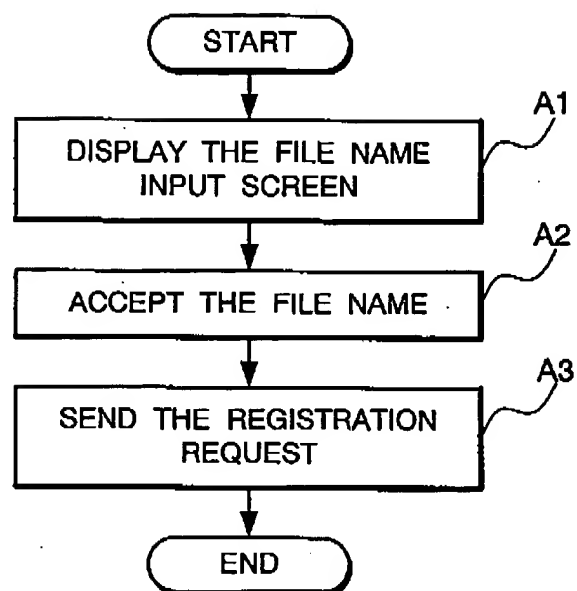 START
A1
DISPLAY THE FILE NAME
INPUT SCREEN
A2
ACCEPT THE FILE NAME
A3
SEND THE REGISTRATION
REQUEST
END